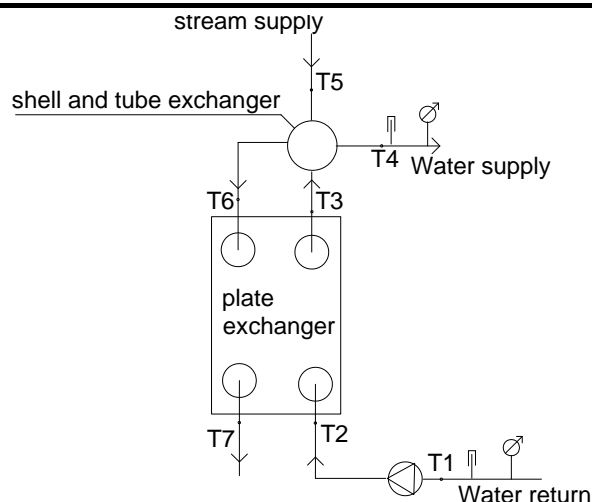 stream supply
T5
shell and tube exchanger
T4
Water supply
T6
T3
plate
exchanger
T7
T2
T1
Water return